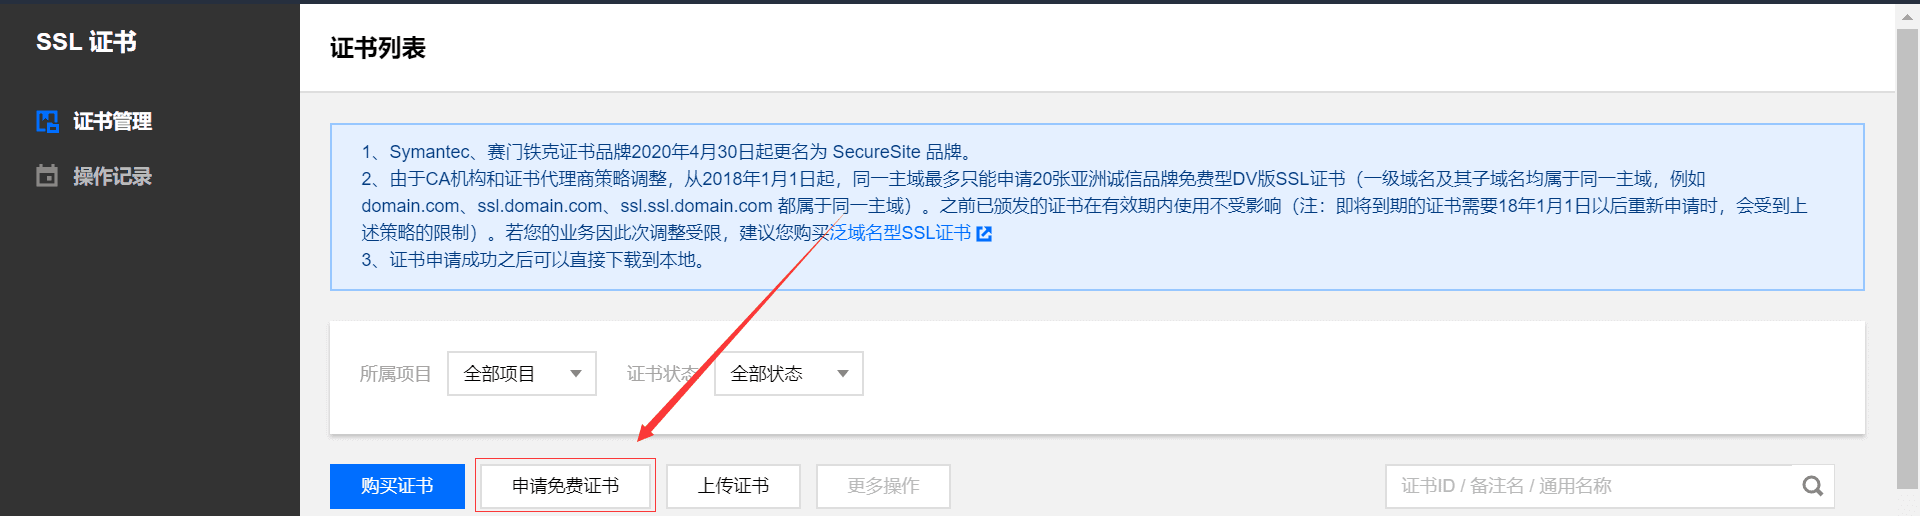 SSL 证书
证书管理
操作记录
证书列表
1、Symantec、赛门铁克证书品牌2020年4月30日起更名为 SecureSite 品牌。
2、由于CA机构和证书代理商策略调整，从2018年1月1日起，同一主域最多只能申请20张亚洲诚信品牌免费型DV版SSL证书（一级域名及其子域名均属于同一主域，例如
domain.com、ssl.domain.com、ssl.ssl.domain.com 都属于同一主域）。之前已颁发的证书在有效期内使用不受影响（注：即将到期的证书需要18年1月1日以后重新申请时，会受到上
述策略的限制）。若您的业务因此次调整受限，建议您购买泛域名型SSL证书
3、证书申请成功之后可以直接下载到本地。
所属项目 全部项目 证书状态 全部状态
购买证书 申请免费证书 上传证书 更多操作 证书ID / 备注名 / 通用名称